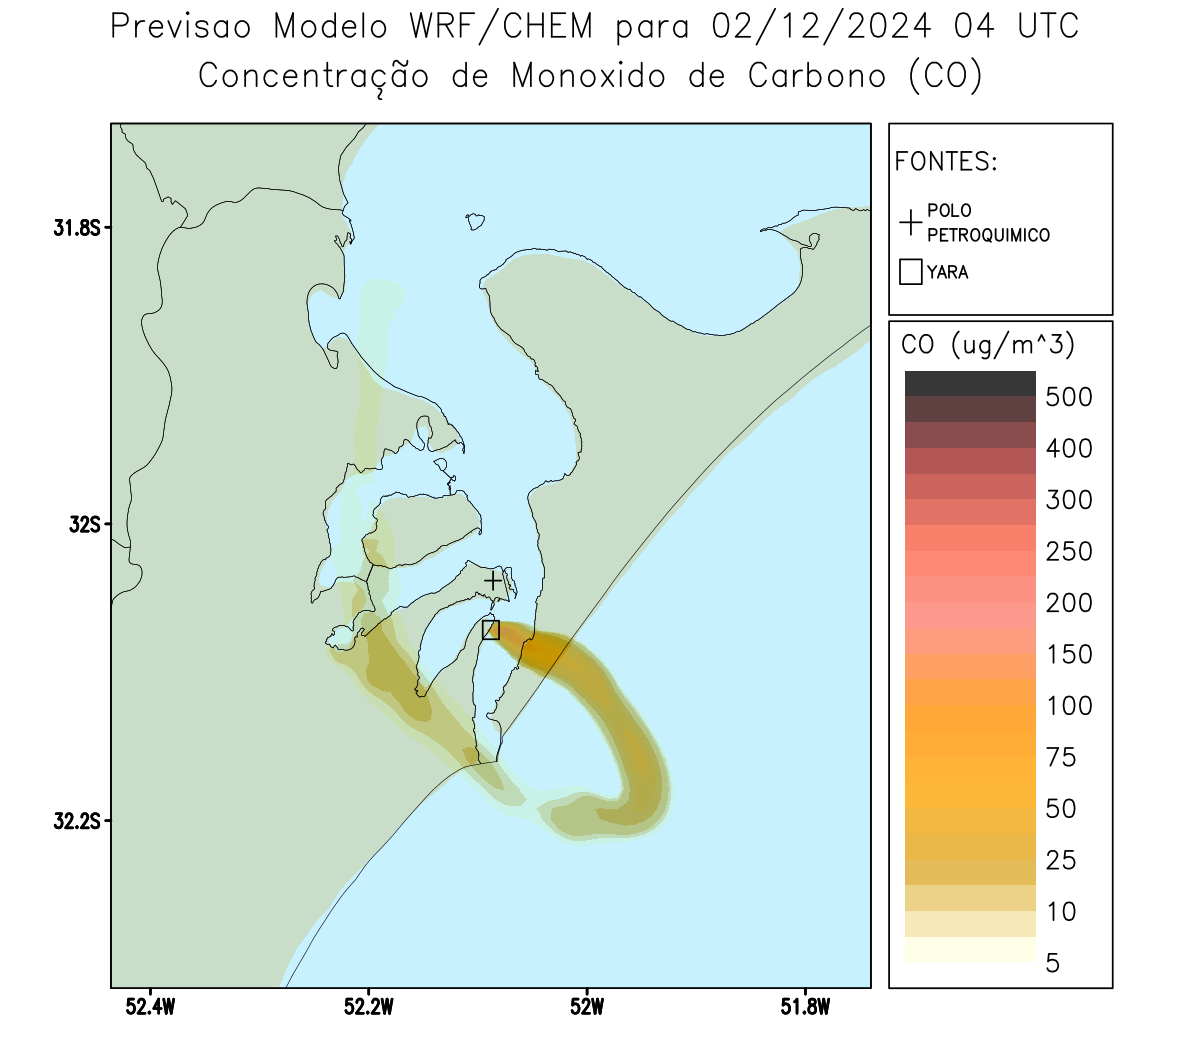 Previsao Modelo WRF/CHEM para 02/12/2024 04 UTC
Concentração de Monoxido de Carbono (CO)
FONTES:
POLO
PETROQUIMICO
YARA
CO (ug/m^3)
500
400
300
250
200
150
100
75
50
25
10
5
31.8S
32S
32.2S
52.4W
52.2W
52W
51.8W